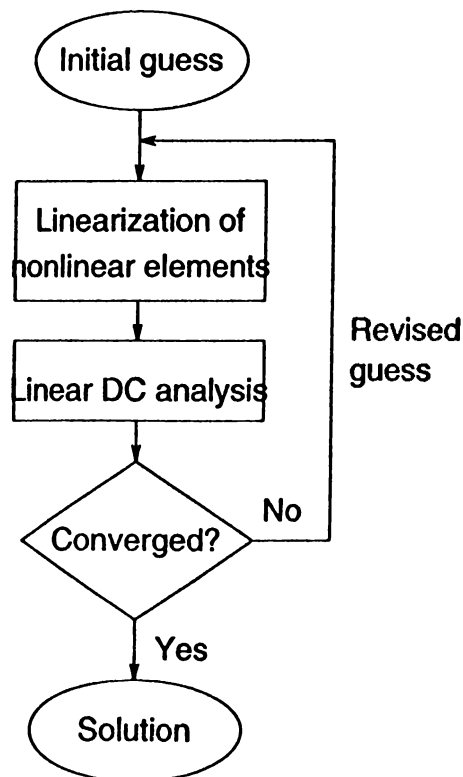 Initial guess
Linearization of
nonlinear elements
Linear DC analysis
Revised
guess
Converged?
No
Yes
Solution